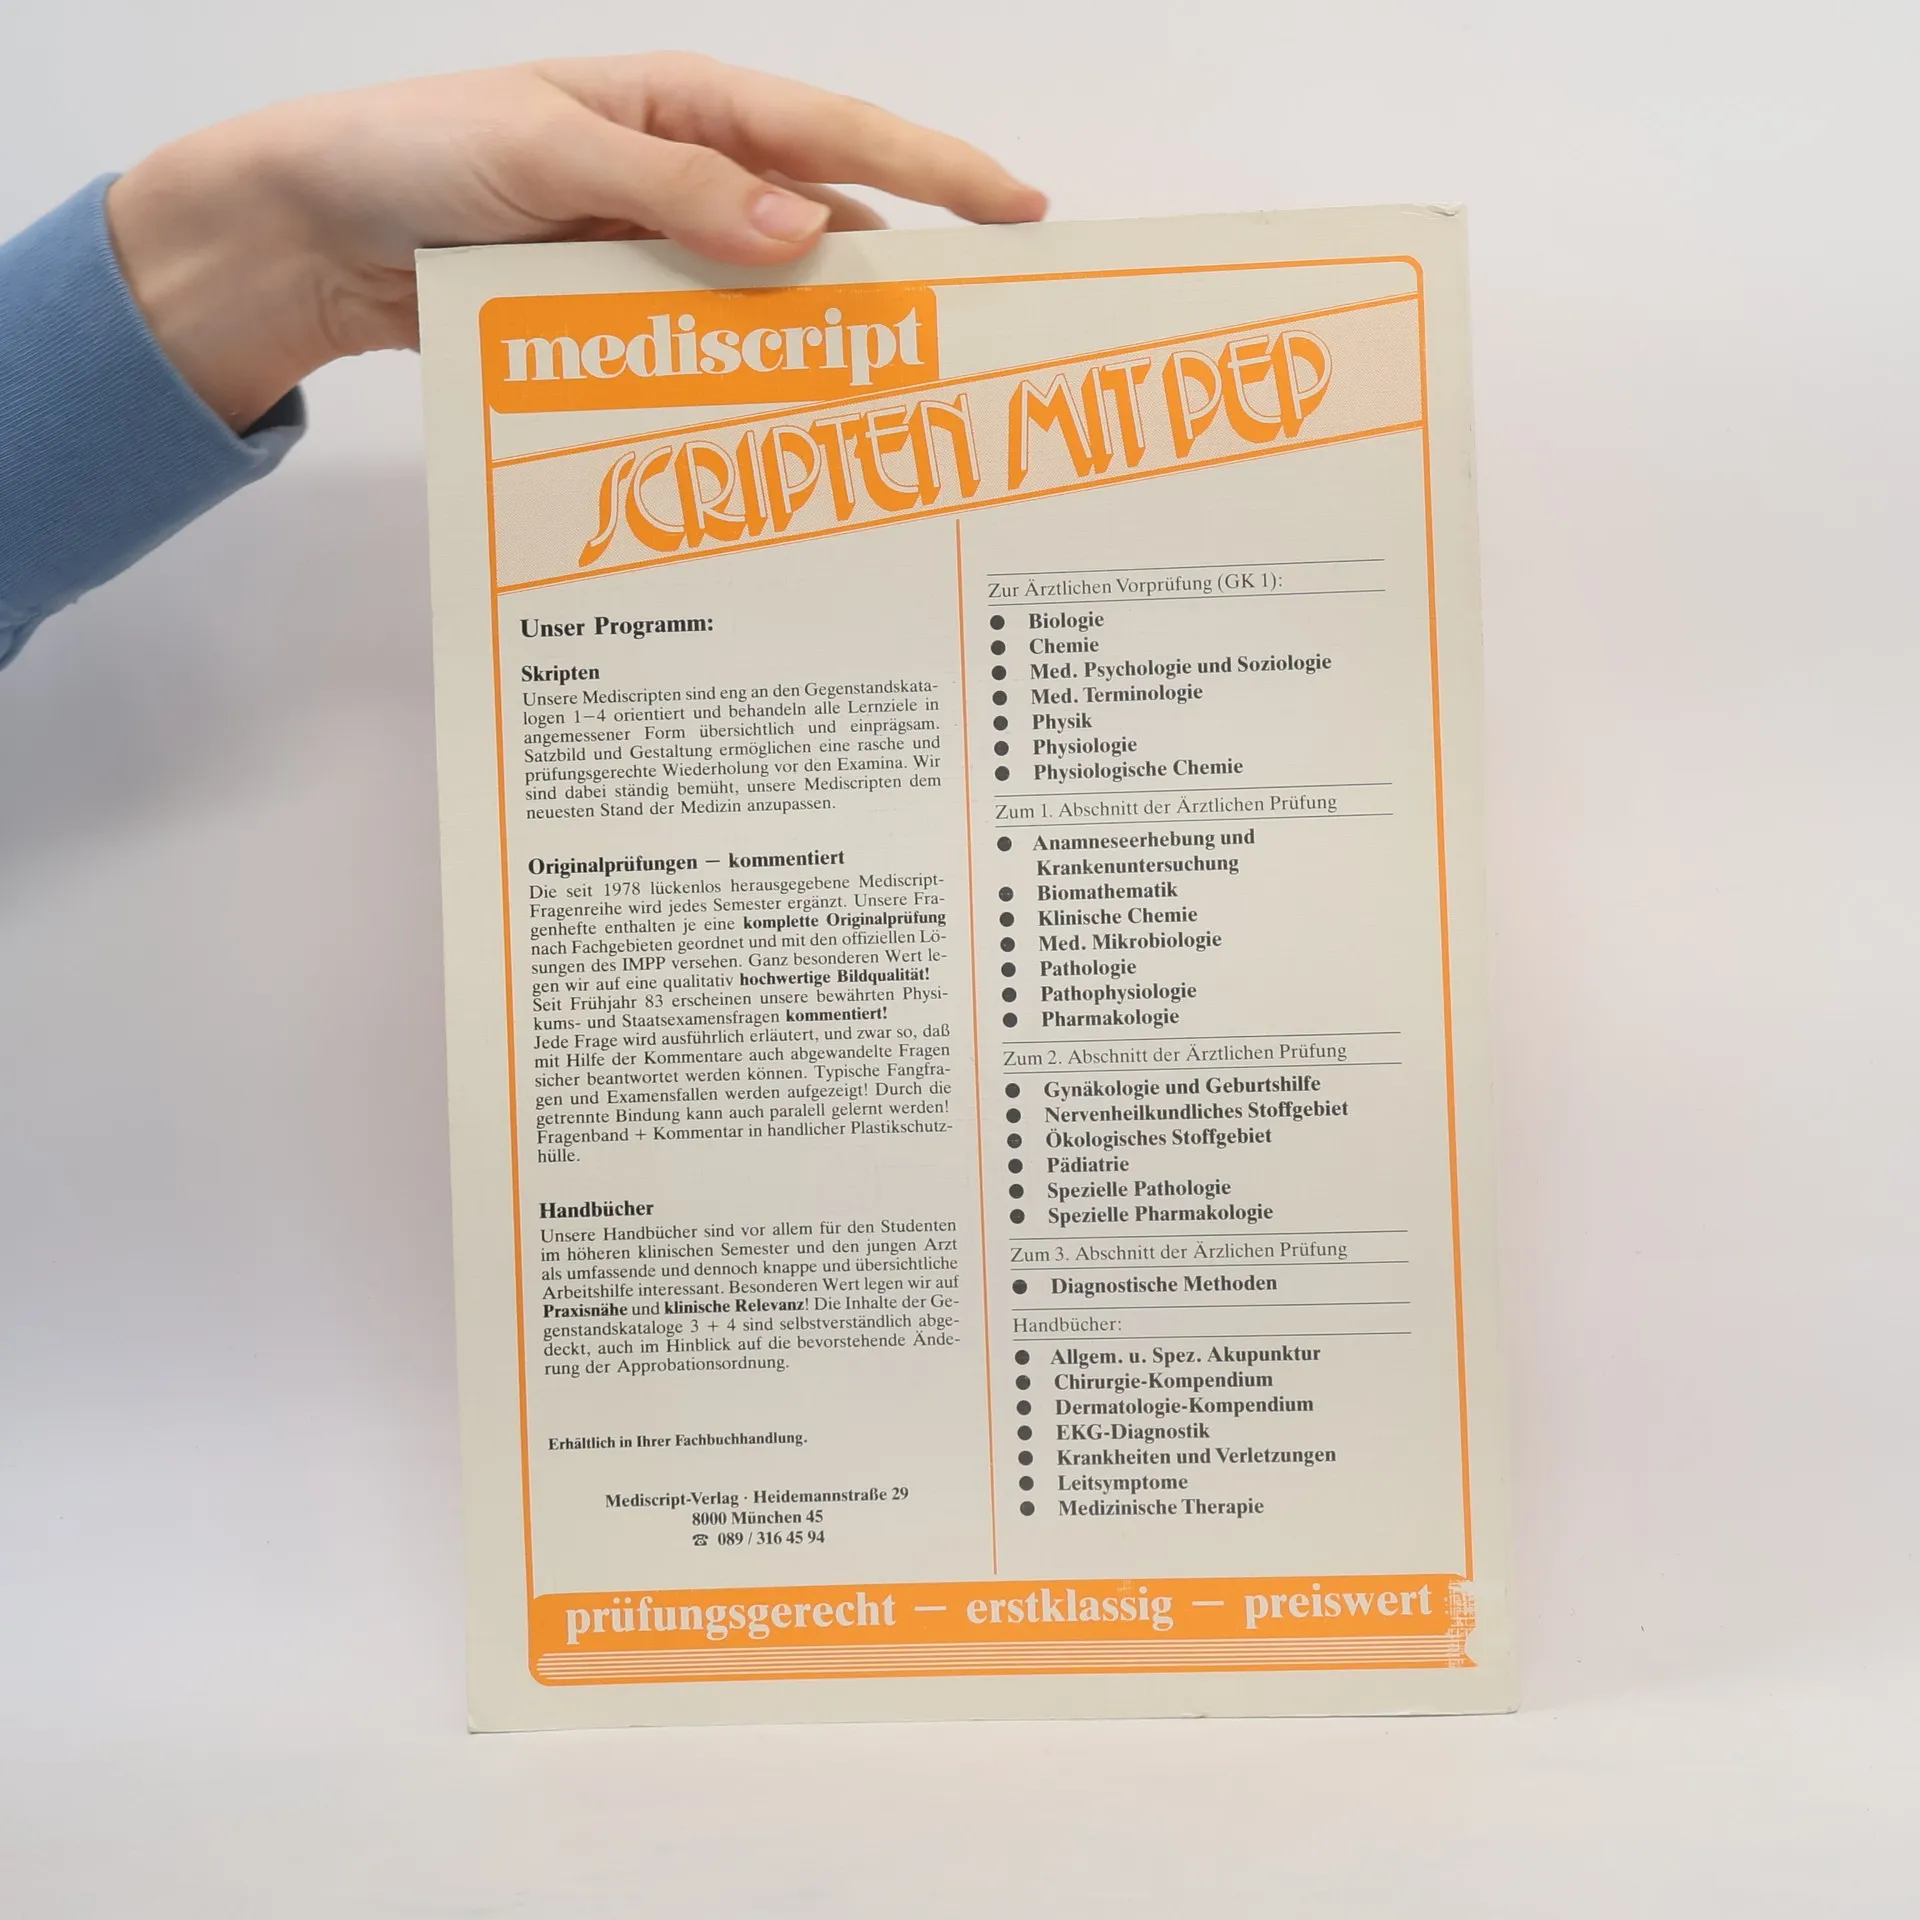 mediscript
SCRIPTEN MIT PEP
Unser Programm:
Skripten
Unsere Mediscripten sind eng an den Gegenstandskata-
logen 1–4 orientiert und behandeln alle Lernziele in
angemessener Form übersichtlich und einprägsam.
Satzbild und Gestaltung ermöglichen eine rasche und
prüfungsgerechte Wiederholung vor den Examina. Wir
sind dabei ständig bemüht, unsere Mediscripten dem
neuesten Stand der Medizin anzupassen.
Originalprüfungen — kommentiert
Die seit 1978 lückenlos herausgegebene Mediscript-
Fragenreihe wird jedes Semester ergänzt. Unsere Fra-
genhefte enthalten je eine komplette Originalprüfung
nach Fachgebieten geordnet und mit den offiziellen Lö-
sungen des IMPP versehen. Ganz besonderen Wert le-
gen wir auf eine qualitativ hochwertige Bildqualität!
Seit Frühjahr 83 erscheinen unsere bewährten Physi-
kums- und Staatsexamensfragen kommentiert!
Jede Frage wird ausführlich erläutert, und zwar so, daß
mit Hilfe der Kommentare auch abgewandelte Fragen
sicher beantwortet werden können. Typische Fangfra-
gen und Examensfallen werden aufgezeigt! Durch die
getrennte Bindung kann auch paralell gelernt werden!
Fragenband + Kommentar in handlicher Plastikschutz-
hülle.
Handbücher
Unsere Handbücher sind vor allem für den Studenten
im höheren klinischen Semester und den jungen Arzt
als umfassende und dennoch knappe und übersichtliche
Arbeitshilfe interessant. Besonderen Wert legen wir auf
Praxisnähe und klinische Relevanz! Die Inhalte der Ge-
genstandskataloge 3 + 4 sind selbstverständlich abge-
deckt, auch im Hinblick auf die bevorstehende Ände-
rung der Approbationsordnung.
Erhältlich in Ihrer Fachbuchhandlung.
Mediscript-Verlag · Heidemannstraße 29
8000 München 45
☎ 089 / 316 45 94
Zur Ärztlichen Vorprüfung (GK 1):
● Biologie
● Chemie
● Med. Psychologie und Soziologie
● Med. Terminologie
● Physik
● Physiologie
● Physiologische Chemie
Zum 1. Abschnitt der Ärztlichen Prüfung
● Anamneseerhebung und
Krankenuntersuchung
● Biomathematik
● Klinische Chemie
● Med. Mikrobiologie
● Pathologie
● Pathophysiologie
● Pharmakologie
Zum 2. Abschnitt der Ärztlichen Prüfung
● Gynäkologie und Geburtshilfe
● Nervenheilkundliches Stoffgebiet
● Ökologisches Stoffgebiet
● Pädiatrie
● Spezielle Pathologie
● Spezielle Pharmakologie
Zum 3. Abschnitt der Ärzlichen Prüfung
● Diagnostische Methoden
Handbücher:
● Allgem. u. Spez. Akupunktur
● Chirurgie-Kompendium
● Dermatologie-Kompendium
● EKG-Diagnostik
● Krankheiten und Verletzungen
● Leitsymptome
● Medizinische Therapie
prüfungsgerecht — erstklassig — preiswert